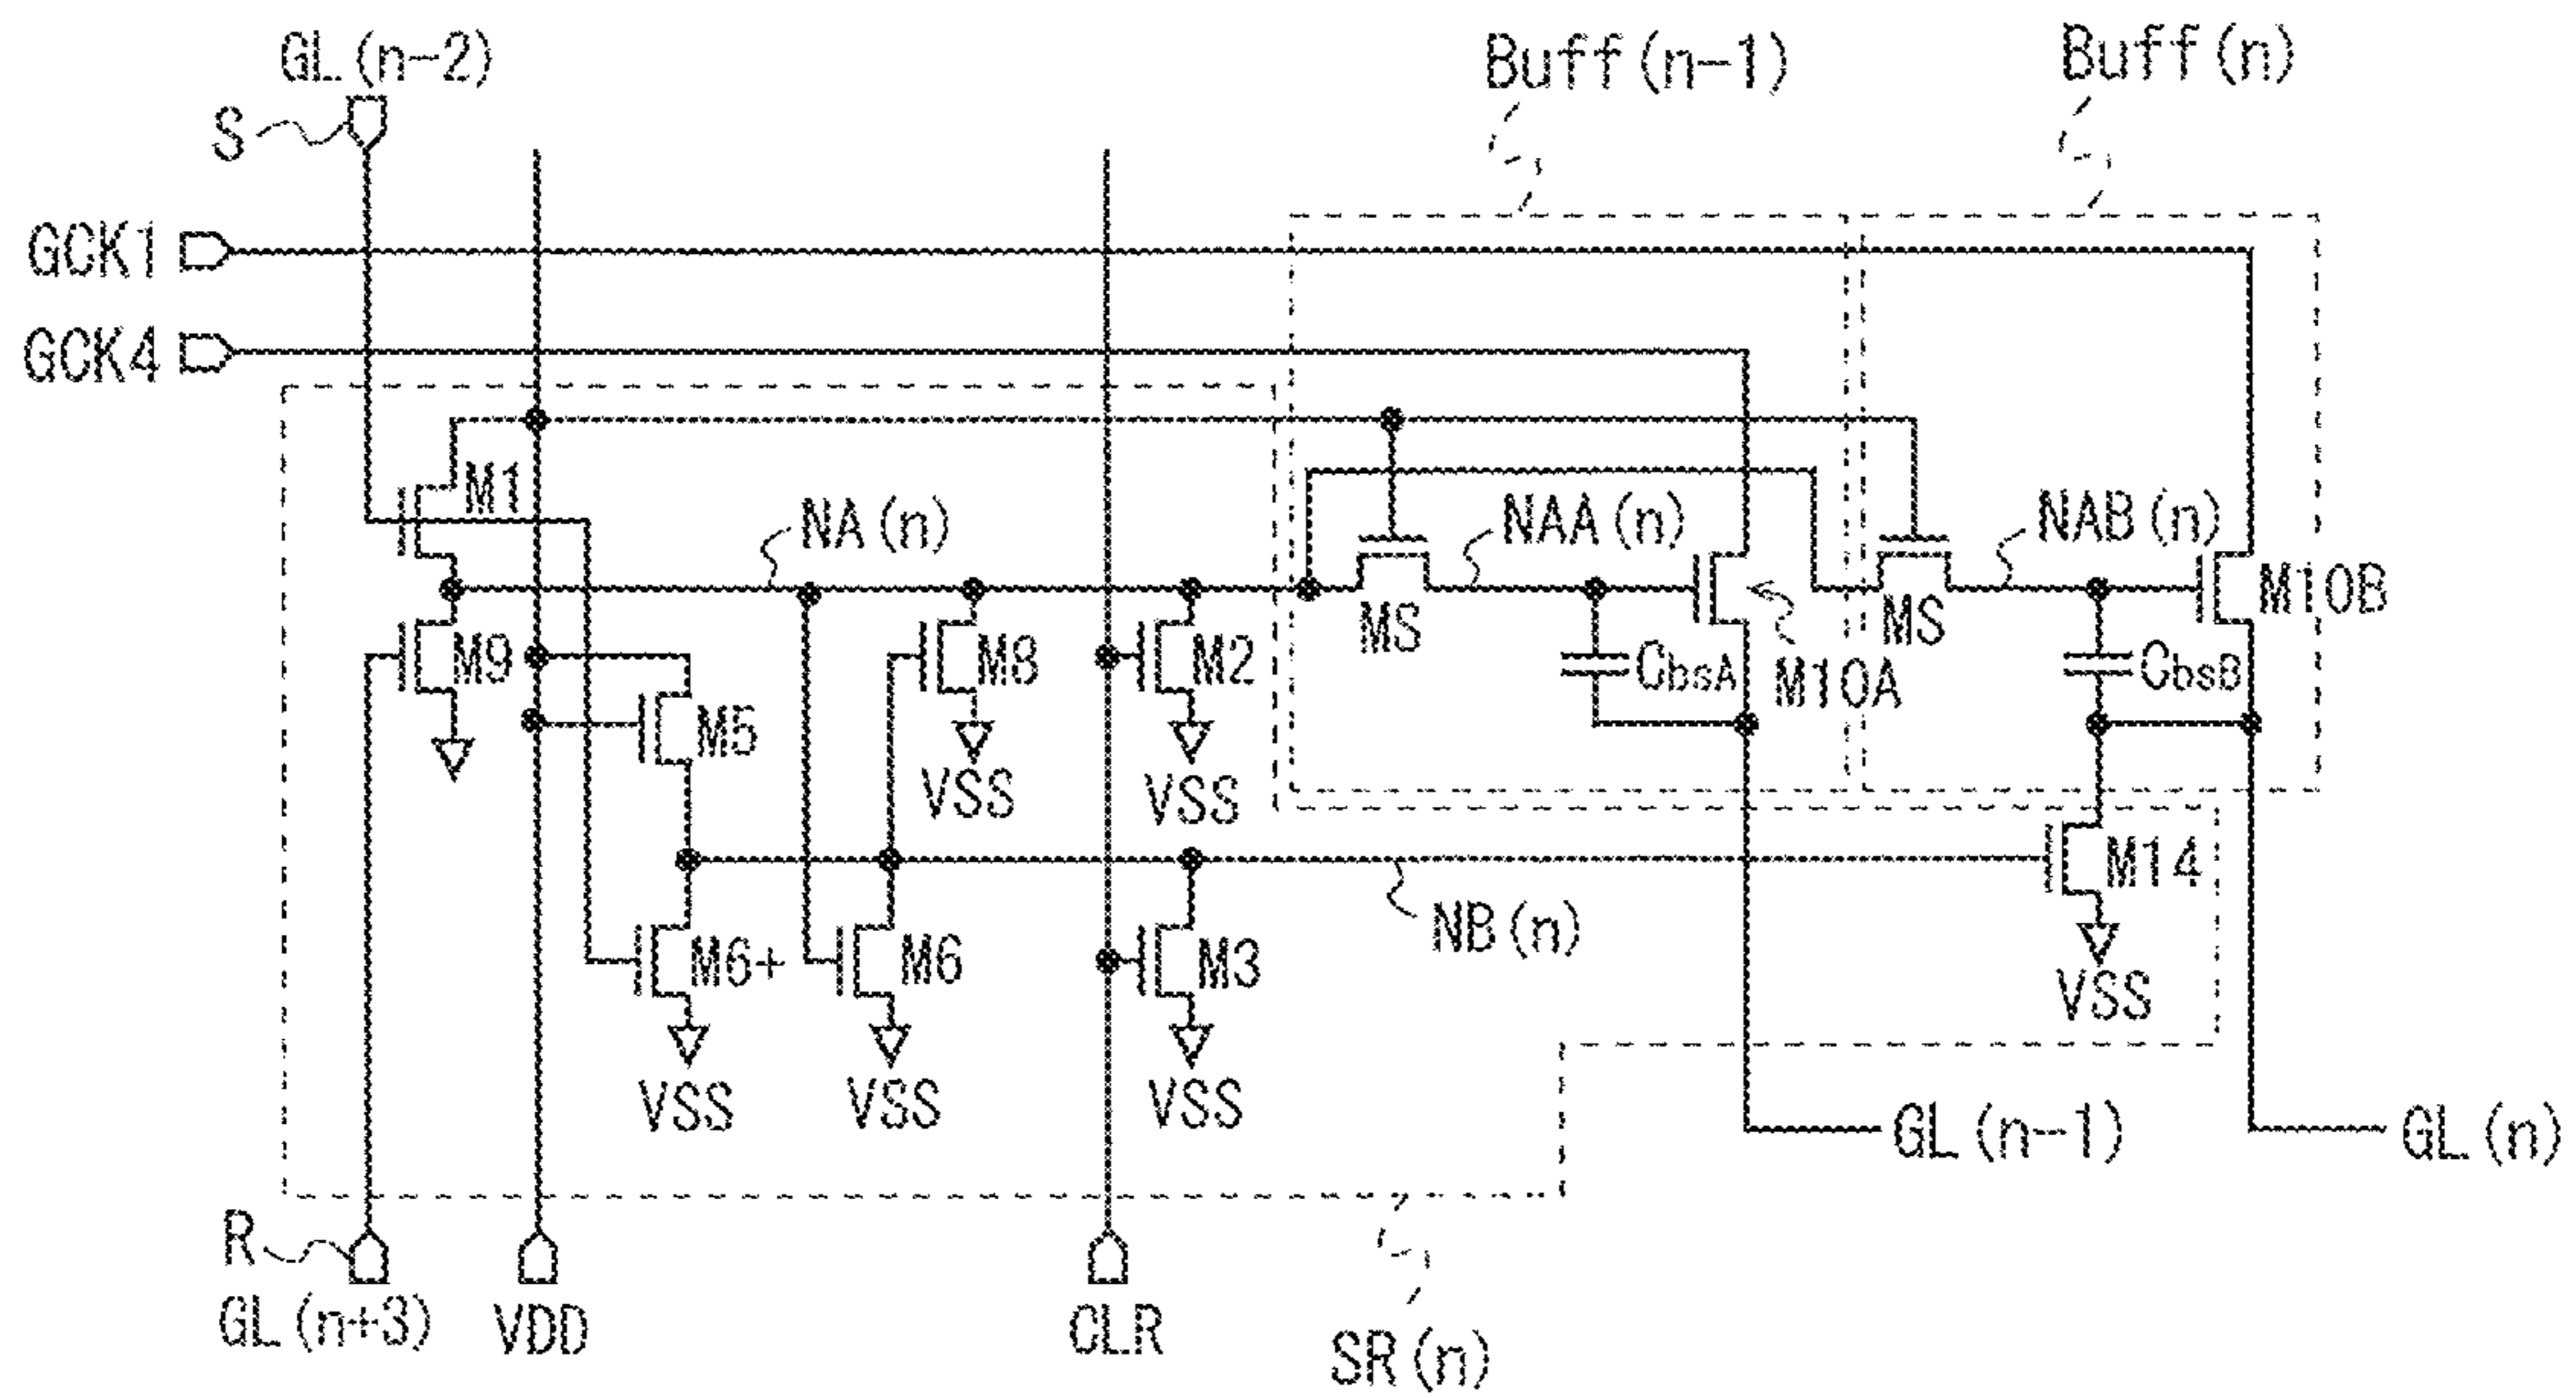 GL(n-2)
Buff(n-1)
Buff(n)
S
GCK1
GCK4
M1
NA(n)
NAA(n)
NAB(n)
M10B
M9
M8
M2
MS
CbsA
M10A
MS
CbsB
M5
VSS
VSS
M14
M6+
M6
M3
NB(n)
VSS
VSS
VSS
VSS
GL(n-1)
GL(n)
R
GL(n+3)
VDD
CLR
SR(n)